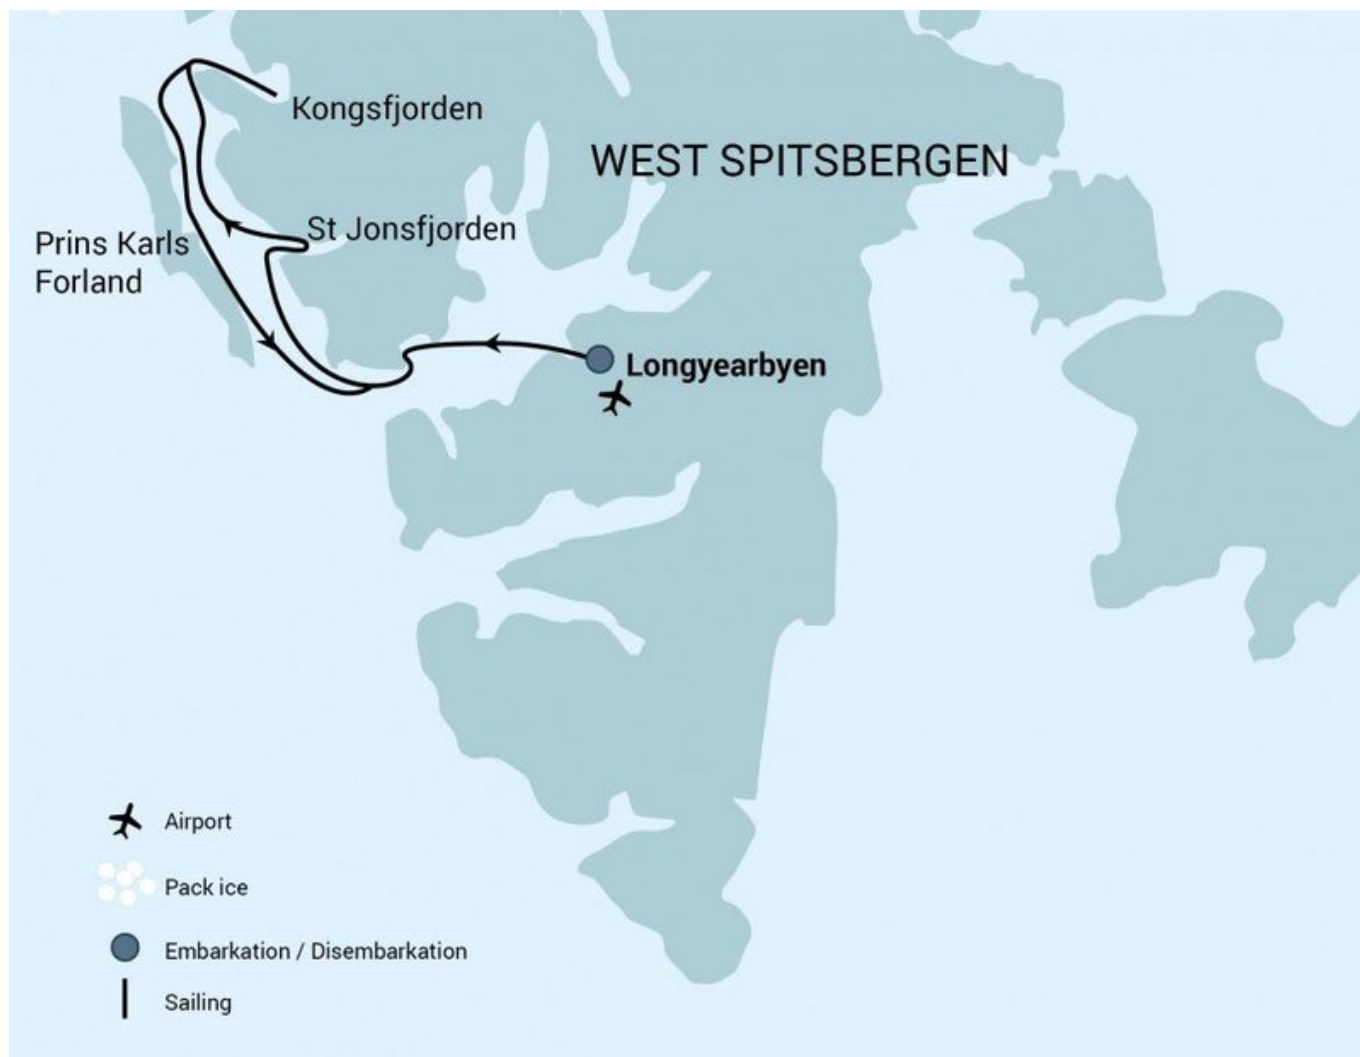 Kongsfjorden
WEST SPITSBERGEN
St Jonsfjorden
Prins Karls
Forland
Longyearbyen
Airport
Pack ice
Embarkation / Disembarkation
Sailing